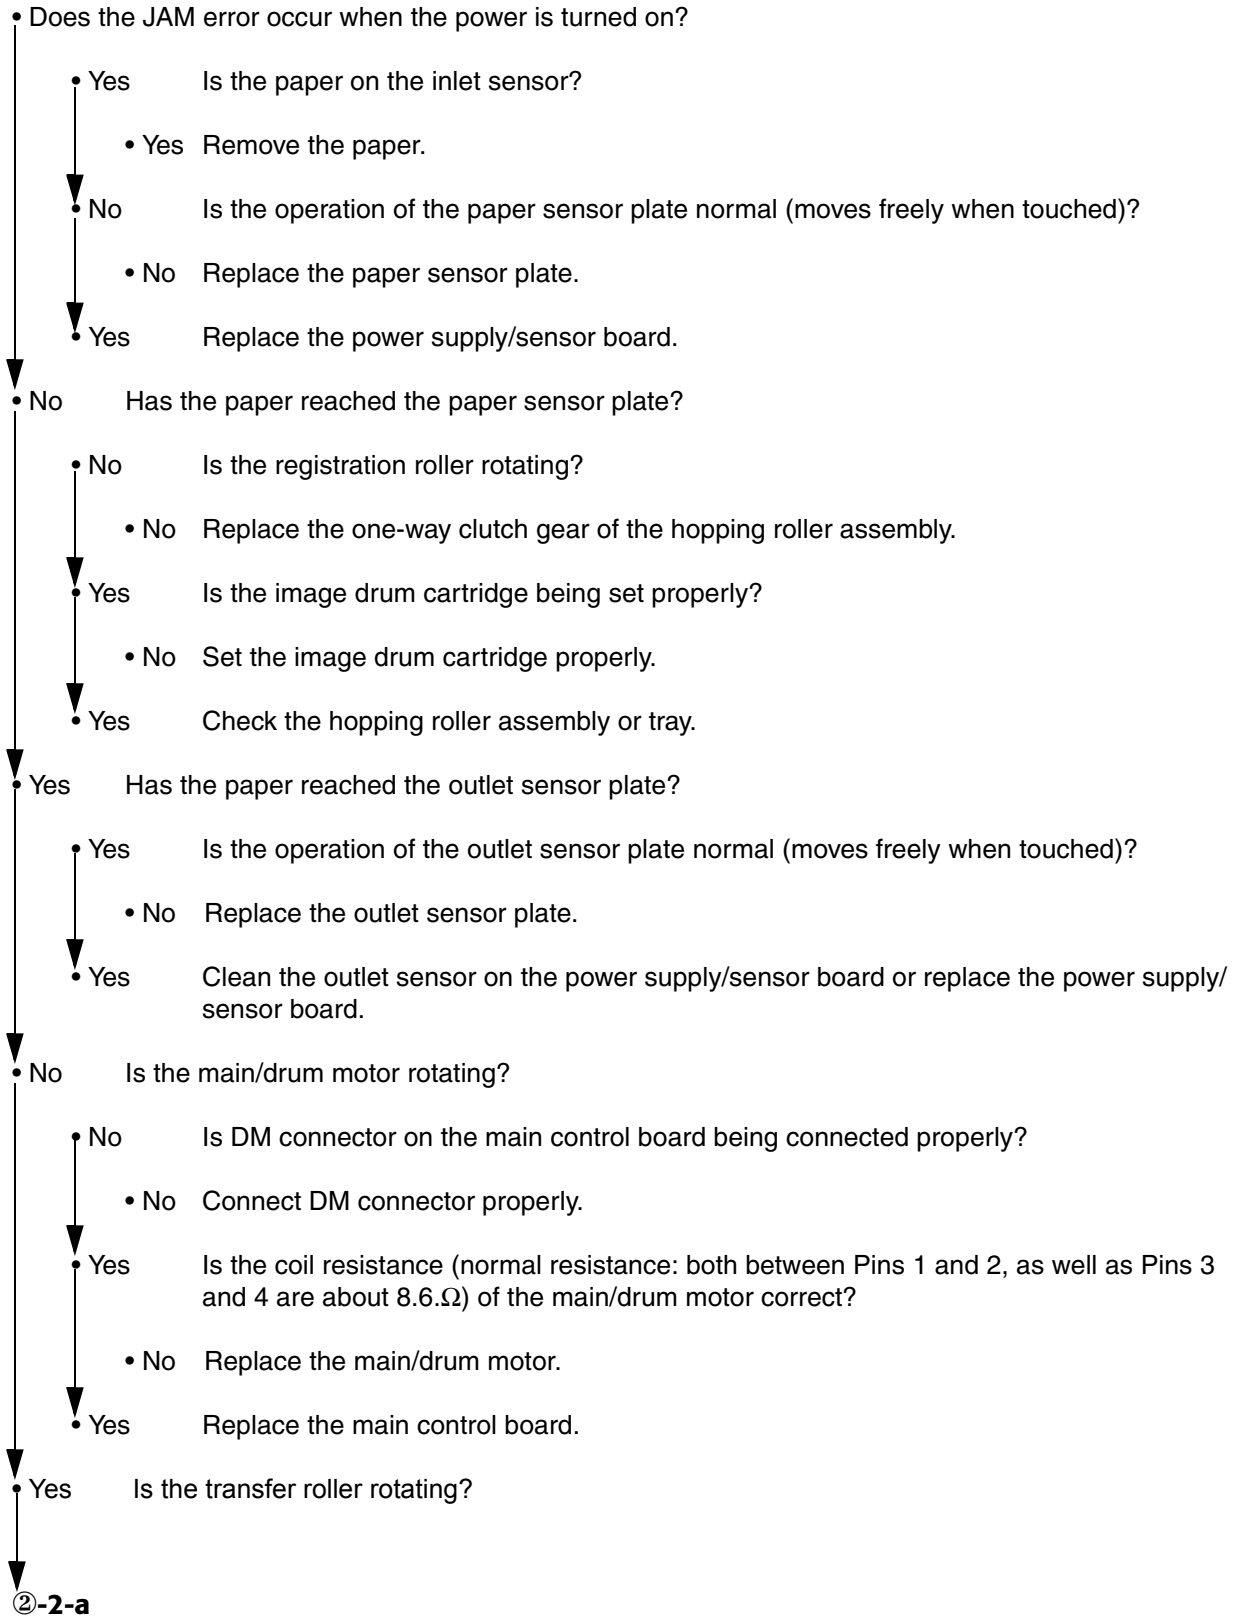 • Does the JAM error occur when the power is turned on?
• Yes Is the paper on the inlet sensor?
• Yes Remove the paper.
• No Is the operation of the paper sensor plate normal (moves freely when touched)?
• No Replace the paper sensor plate.
• Yes Replace the power supply/sensor board.
• No Has the paper reached the paper sensor plate?
• No Is the registration roller rotating?
• No Replace the one-way clutch gear of the hopping roller assembly.
• Yes Is the image drum cartridge being set properly?
• No Set the image drum cartridge properly.
• Yes Check the hopping roller assembly or tray.
• Yes Has the paper reached the outlet sensor plate?
• Yes Is the operation of the outlet sensor plate normal (moves freely when touched)?
• No Replace the outlet sensor plate.
• Yes Clean the outlet sensor on the power supply/sensor board or replace the power supply/
sensor board.
• No Is the main/drum motor rotating?
• No Is DM connector on the main control board being connected properly?
• No Connect DM connector properly.
• Yes Is the coil resistance (normal resistance: both between Pins 1 and 2, as well as Pins 3
and 4 are about 8.6.Ω) of the main/drum motor correct?
• No Replace the main/drum motor.
• Yes Replace the main control board.
• Yes Is the transfer roller rotating?
②-2-a